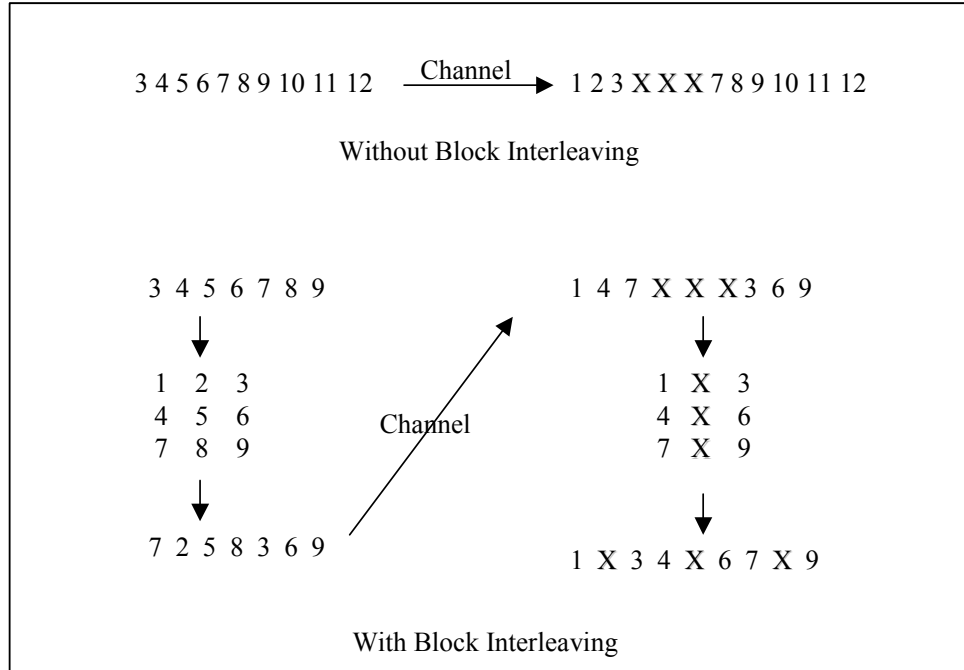 3 4 5 6 7 8 9 10 11 12
Channel
1 2 3 X X X 7 8 9 10 11 12
Without Block Interleaving
3 4 5 6 7 8 9
1 2 3
4 5 6
7 8 9
7 2 5 8 3 6 9
Channel
1 4 7 X X X 3 6 9
1 X 3
4 X 6
7 X 9
1 X 3 4 X 6 7 X 9
With Block Interleaving